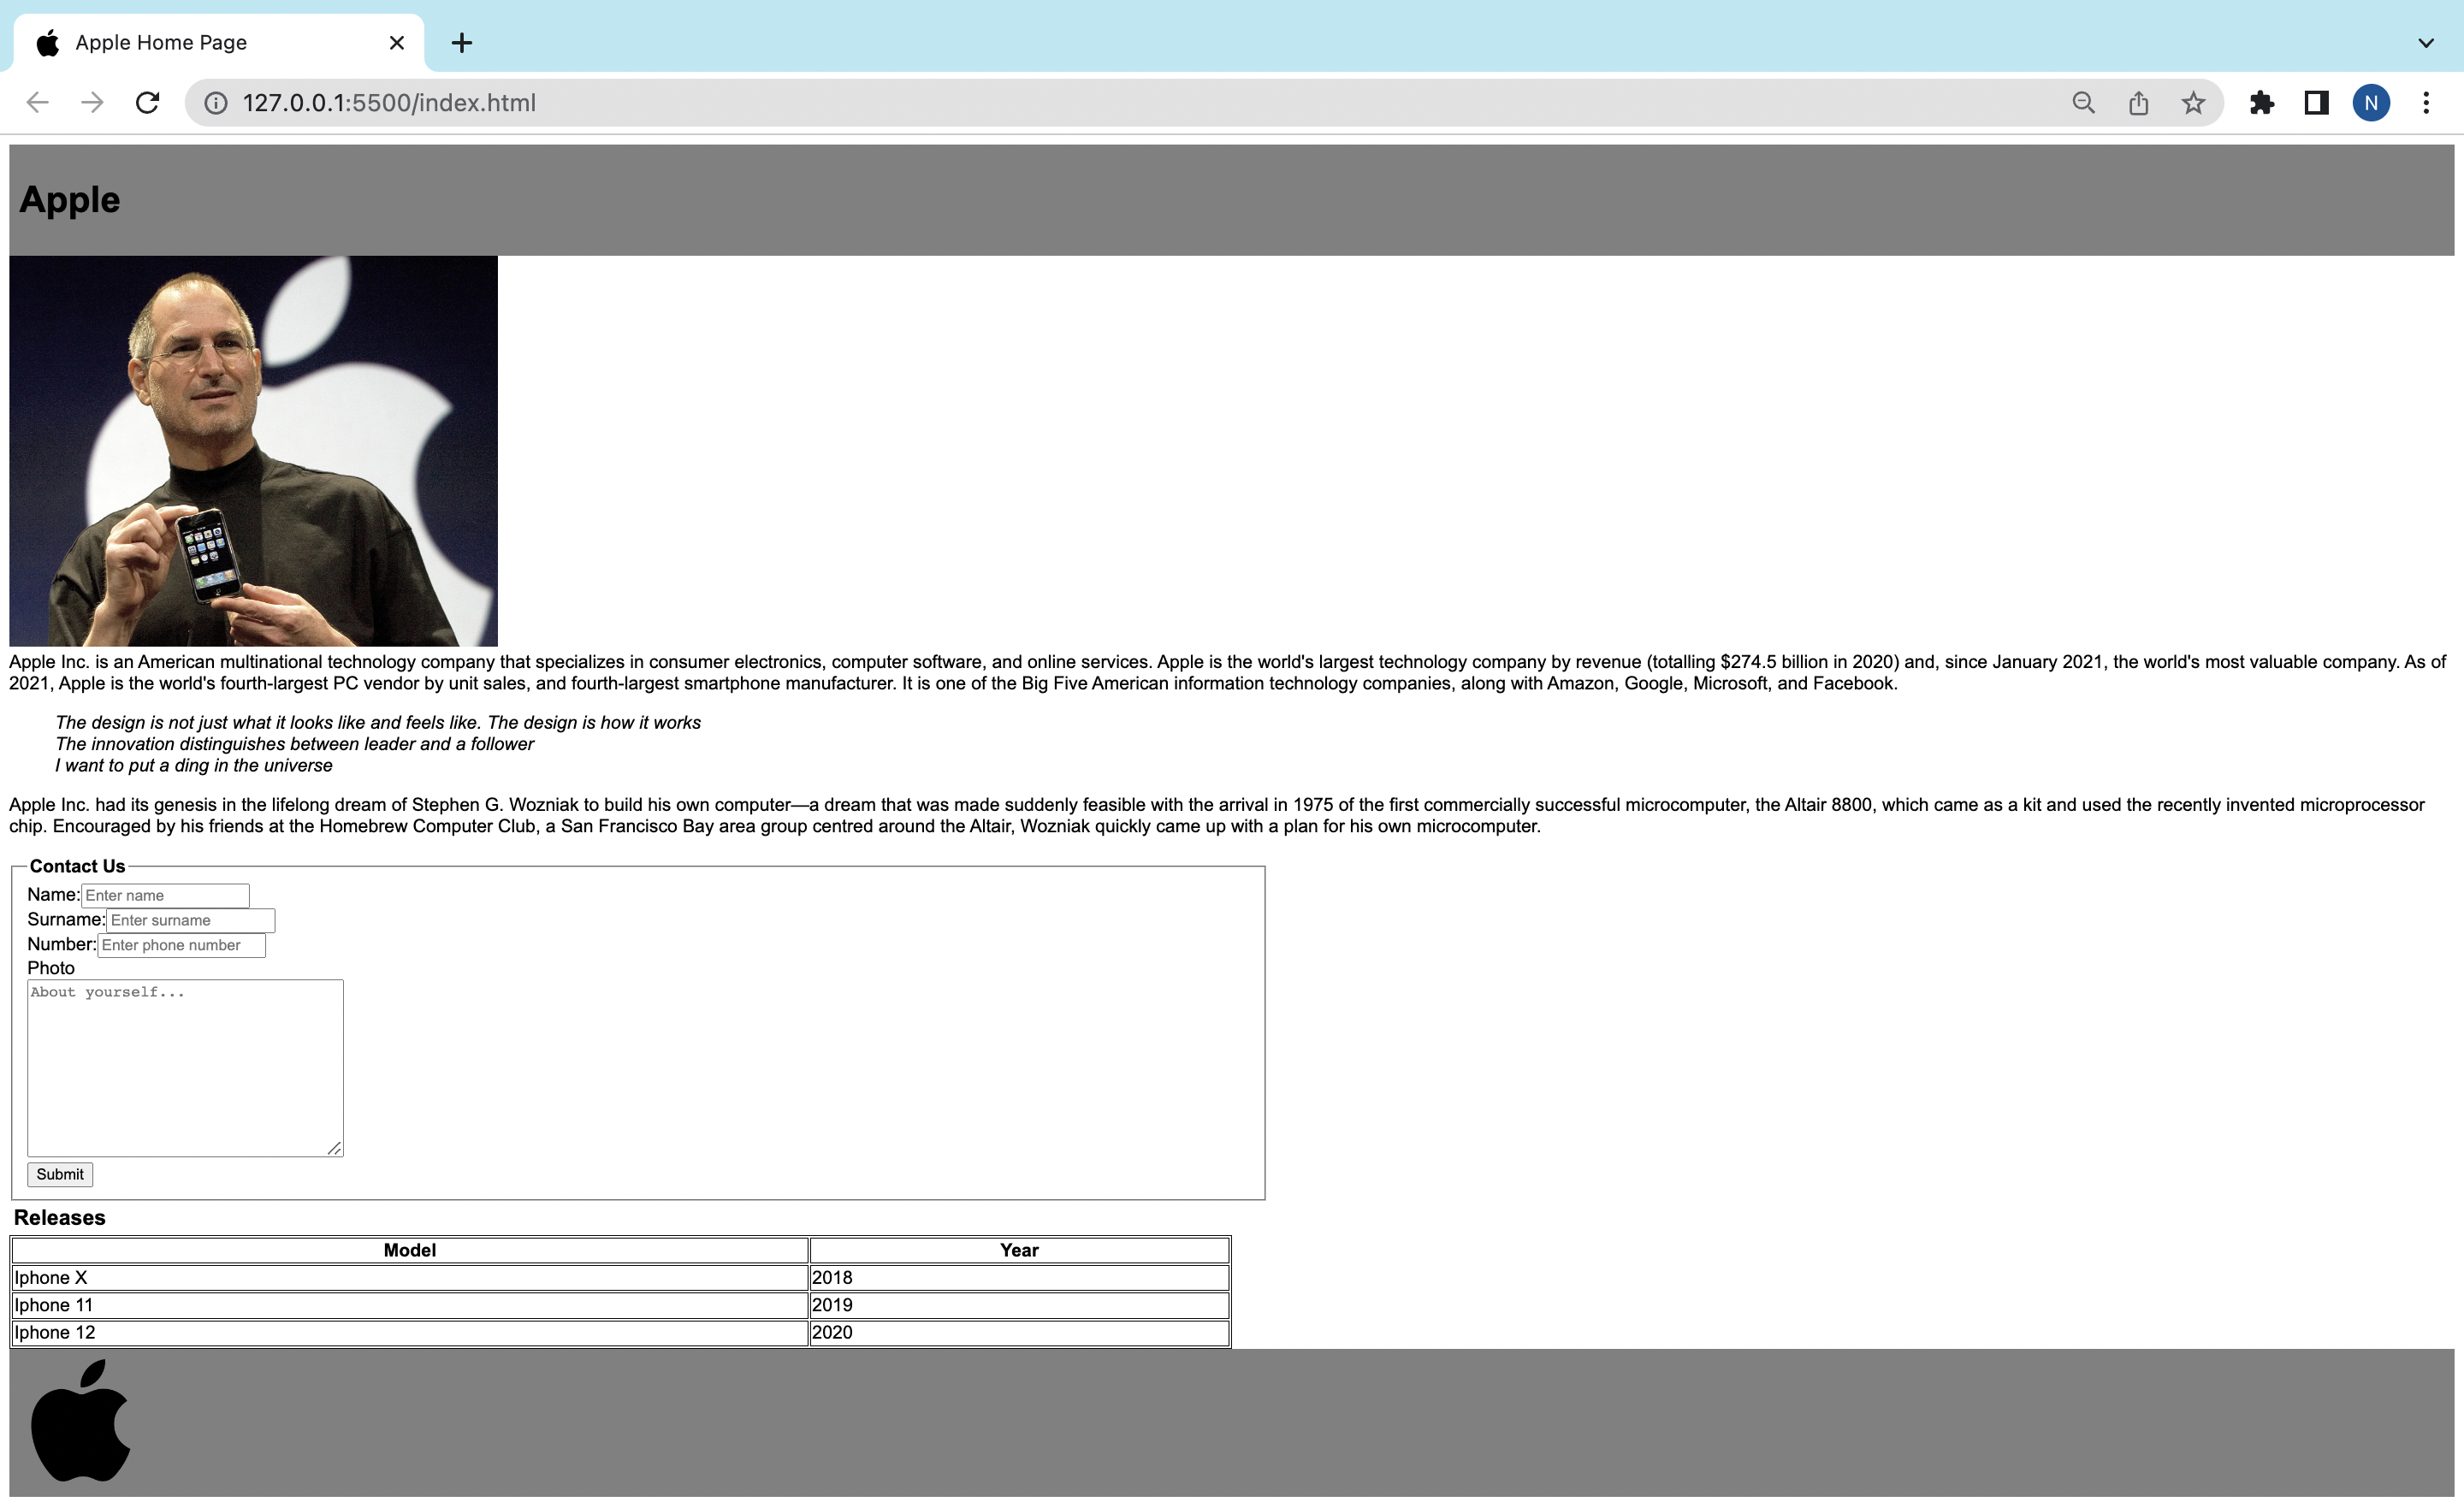 Apple Home Page
127.0.0.1:5500/index.html
N
Apple
Apple Inc. is an American multinational technology company that specializes in consumer electronics, computer software, and online services. Apple is the world's largest technology company by revenue (totalling $274.5 billion in 2020) and, since January 2021, the world's most valuable company. As of
2021, Apple is the world's fourth-largest PC vendor by unit sales, and fourth-largest smartphone manufacturer. It is one of the Big Five American information technology companies, along with Amazon, Google, Microsoft, and Facebook.
The design is not just what it looks like and feels like. The design is how it works
The innovation distinguishes between leader and a follower
I want to put a ding in the universe
Apple Inc. had its genesis in the lifelong dream of Stephen G. Wozniak to build his own computer—a dream that was made suddenly feasible with the arrival in 1975 of the first commercially successful microcomputer, the Altair 8800, which came as a kit and used the recently invented microprocessor
chip. Encouraged by his friends at the Homebrew Computer Club, a San Francisco Bay area group centred around the Altair, Wozniak quickly came up with a plan for his own microcomputer.
Contact Us
Name: Enter name
Surname: Enter surname
Number: Enter phone number
Photo
About yourself...
Submit
Releases
Model Year
Iphone X 2018
Iphone 11 2019
Iphone 12 2020